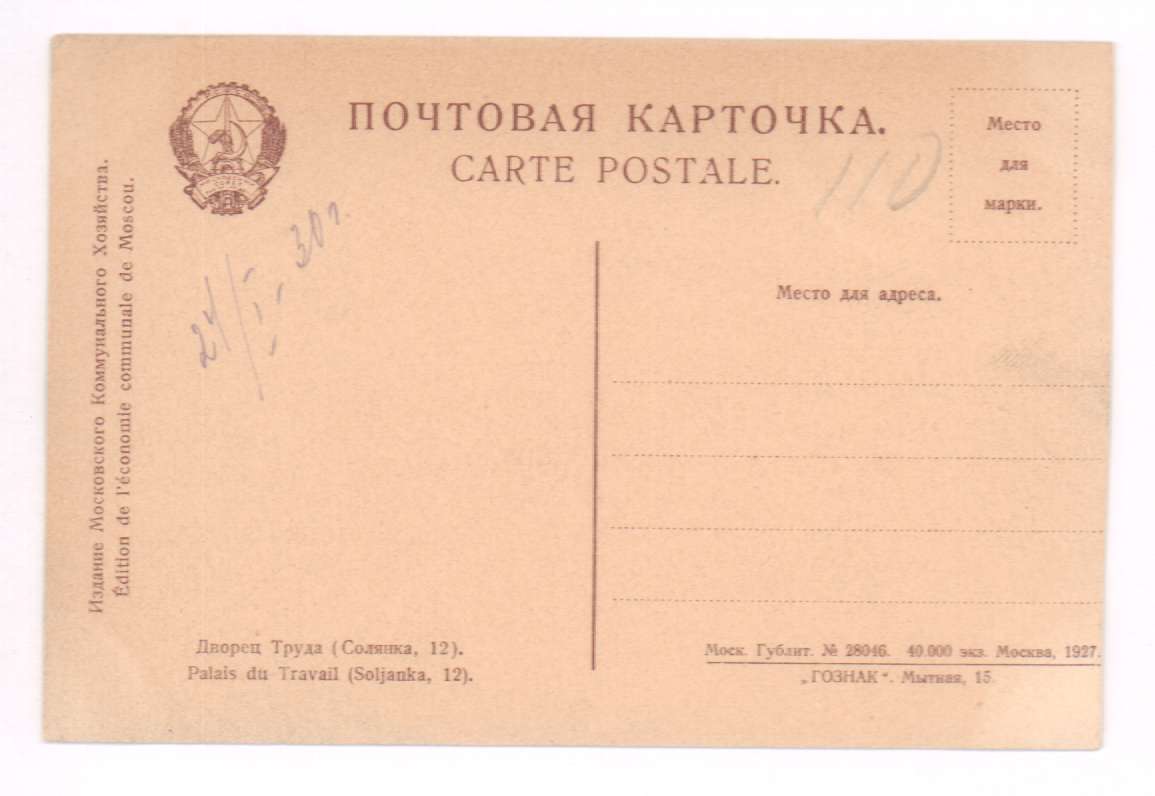 ПОЧТОВАЯ КАРТОЧКА.
CARTE POSTALE.
110
Место
для
марки.
24/I-30г.
Место для адреса.
Издание Московского Коммунального Хозяйства.
Édition de l'économie communale de Moscou.
Дворец Труда (Солянка, 12).
Palais du Travail (Soljanka, 12).
Моск. Гублит. № 28046. 40.000 экз. Москва, 1927.
„ГОЗНАК“. Мытная, 15.